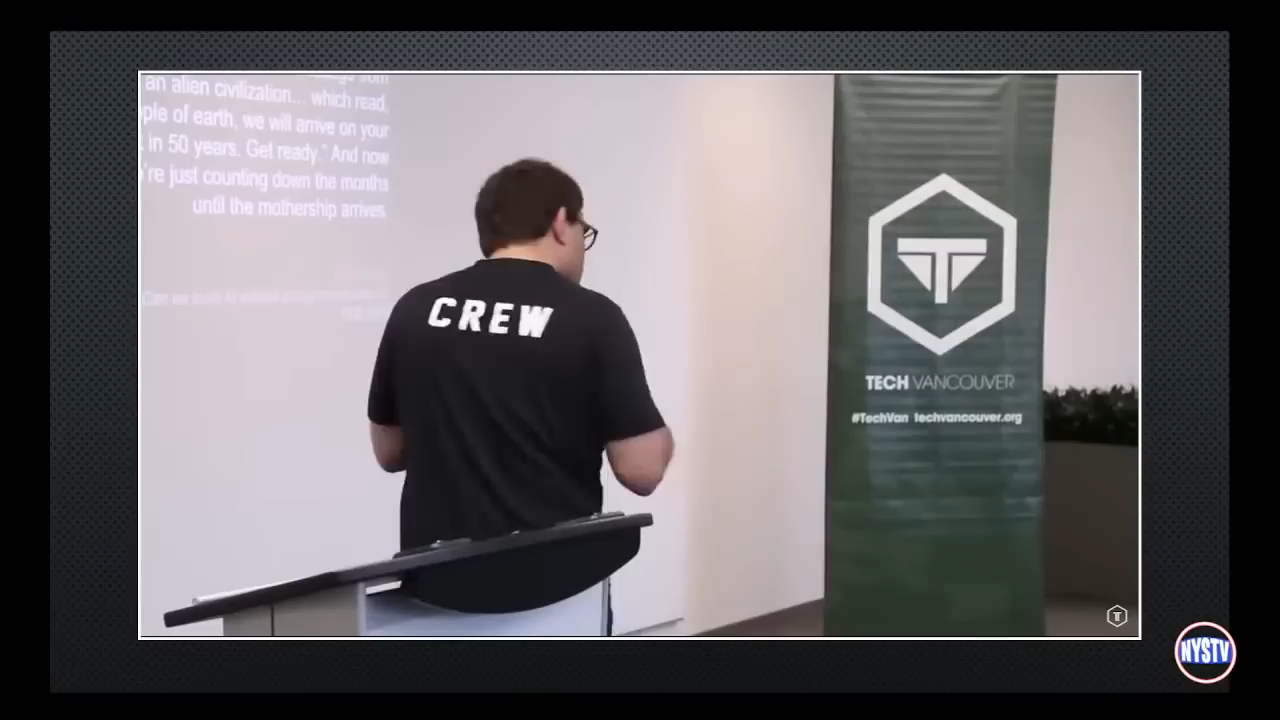 an alien civilization... which read,
ple of earth, we will arrive on your
in 50 years. Get ready." And now
're just counting down the months
until the mothership arrives.
CREW
TECH VANCOUVER
#TechVan techvancouver.org
NYSTV